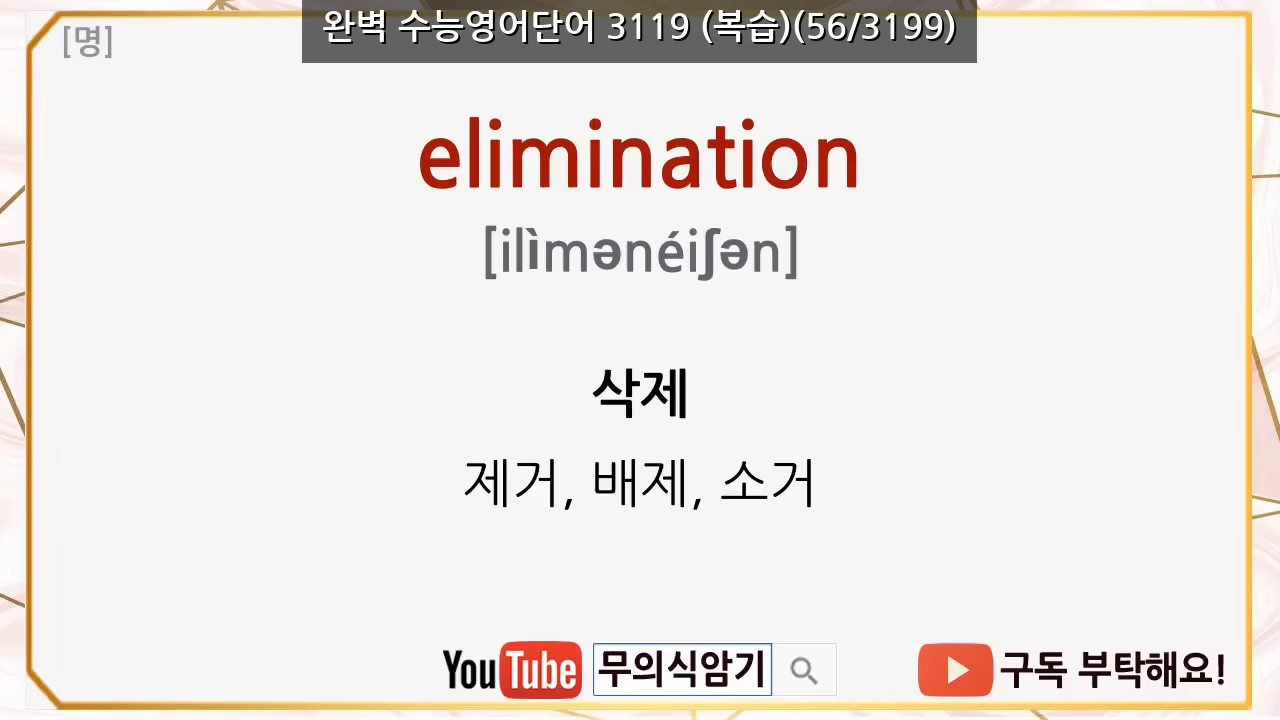 완벽 수능영어단어 3119 (복습)(56/3199)
[명]
elimination
[ilìmənéiʃən]
삭제
제거, 배제, 소거
YouTube 무의식암기 구독 부탁해요!